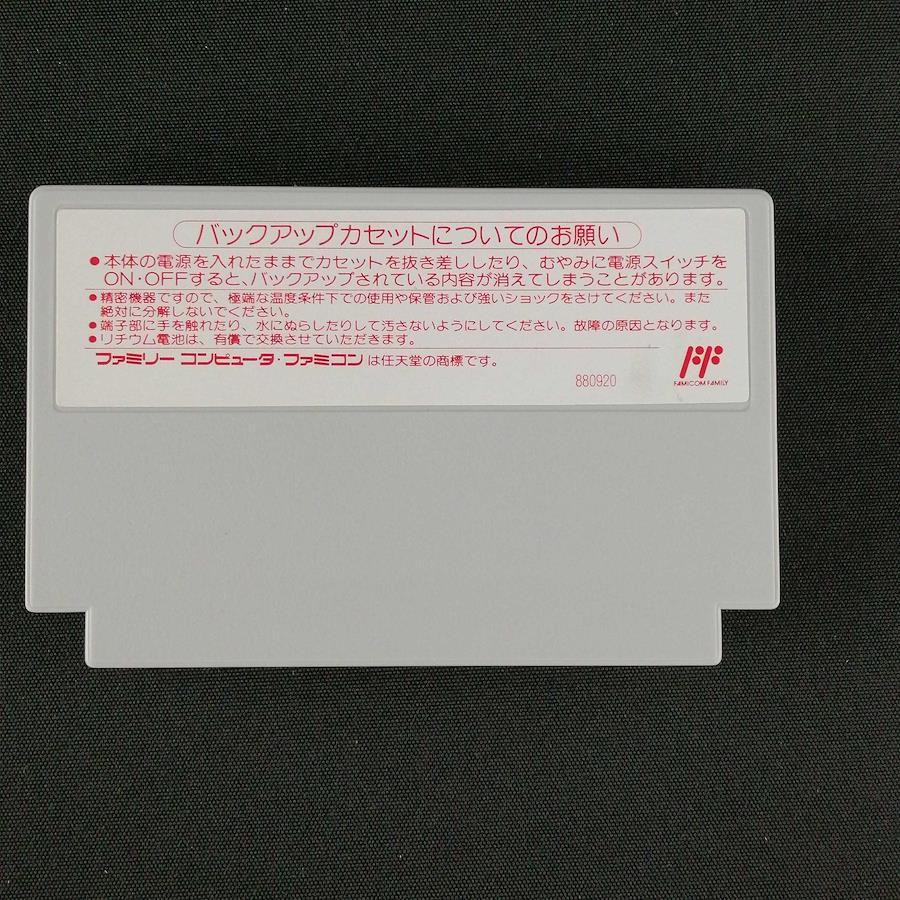 バックアップカセットについてのお願い
●本体の電源を入れたままでカセットを抜き差ししたり、むやみに電源スイッチを
ON・OFFすると、バックアップされている内容が消えてしまうことがあります。
●精密機器ですので、極端な温度条件下での使用や保管および強いショックをさけてください。また
絶対に分解しないでください。
●端子部に手を触れたり、水にぬらしたりして汚さないようにしてください。故障の原因となります。
●リチウム電池は、有償で交換させていただきます。
ファミリー コンピュータ・ファミコンは任天堂の商標です。
880920
FAMICOM FAMILY